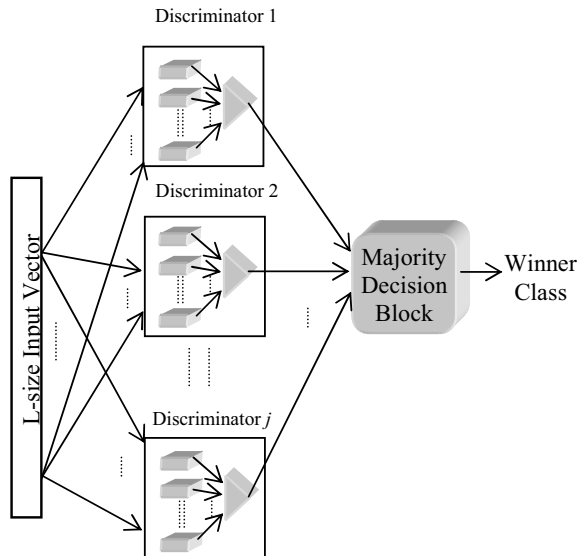 Discriminator 1
Discriminator 2
Discriminator j
L-size Input Vector
Majority
Decision
Block
Winner
Class